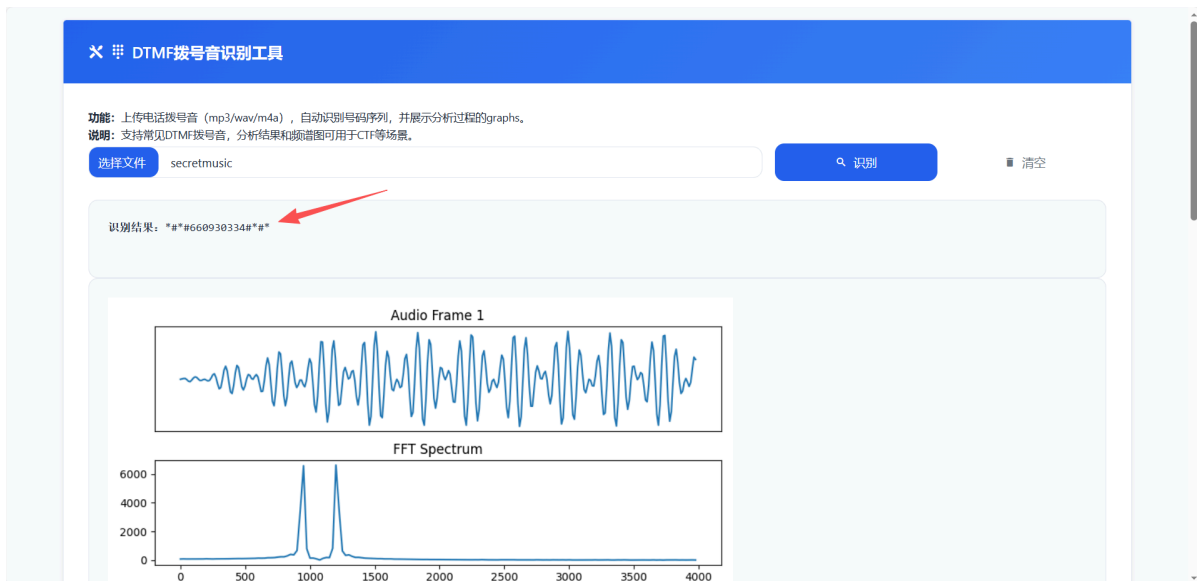 DTMF拨号音识别工具
功能：上传电话拨号音（mp3/wav/m4a），自动识别号码序列，并展示分析过程的graphs。
说明：支持常见DTMF拨号音，分析结果和频谱图可用于CTF等场景。
选择文件 secretmusic 识别 清空
识别结果：*#*#660930334#*#*
Audio Frame 1
FFT Spectrum
6000
4000
2000
0
0 500 1000 1500 2000 2500 3000 3500 4000